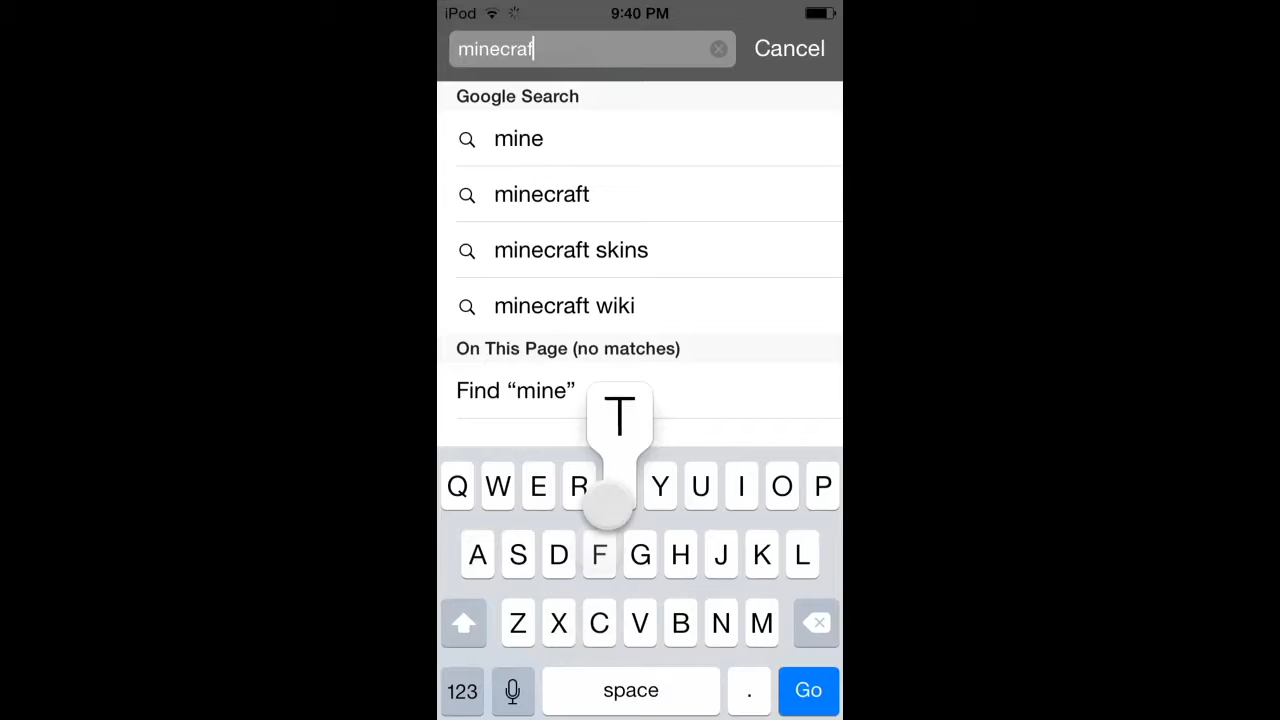 iPod 9:40 PM
minecraf Cancel
Google Search
mine
minecraft
minecraft skins
minecraft wiki
On This Page (no matches)
Find “mine”
T
Q W E R Y U I O P
A S D F G H J K L
Z X C V B N M
123 space . Go